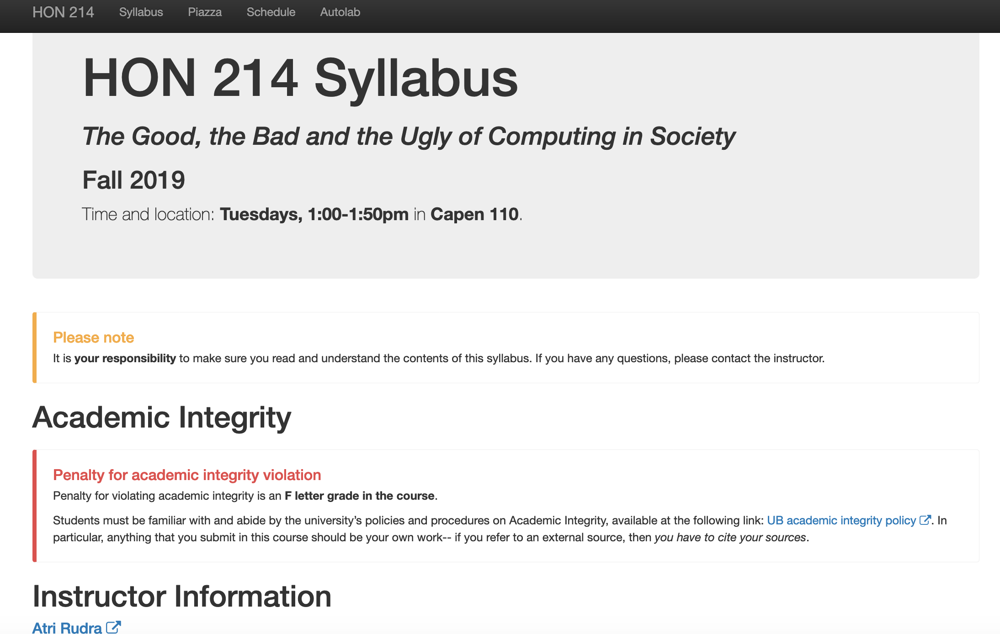 HON 214 Syllabus Piazza Schedule Autolab
HON 214 Syllabus
The Good, the Bad and the Ugly of Computing in Society
Fall 2019
Time and location: Tuesdays, 1:00-1:50pm in Capen 110.
Please note
It is your responsibility to make sure you read and understand the contents of this syllabus. If you have any questions, please contact the instructor.
Academic Integrity
Penalty for academic integrity violation
Penalty for violating academic integrity is an F letter grade in the course.
Students must be familiar with and abide by the university’s policies and procedures on Academic Integrity, available at the following link: UB academic integrity policy. In
particular, anything that you submit in this course should be your own work-- if you refer to an external source, then you have to cite your sources.
Instructor Information
Atri Rudra